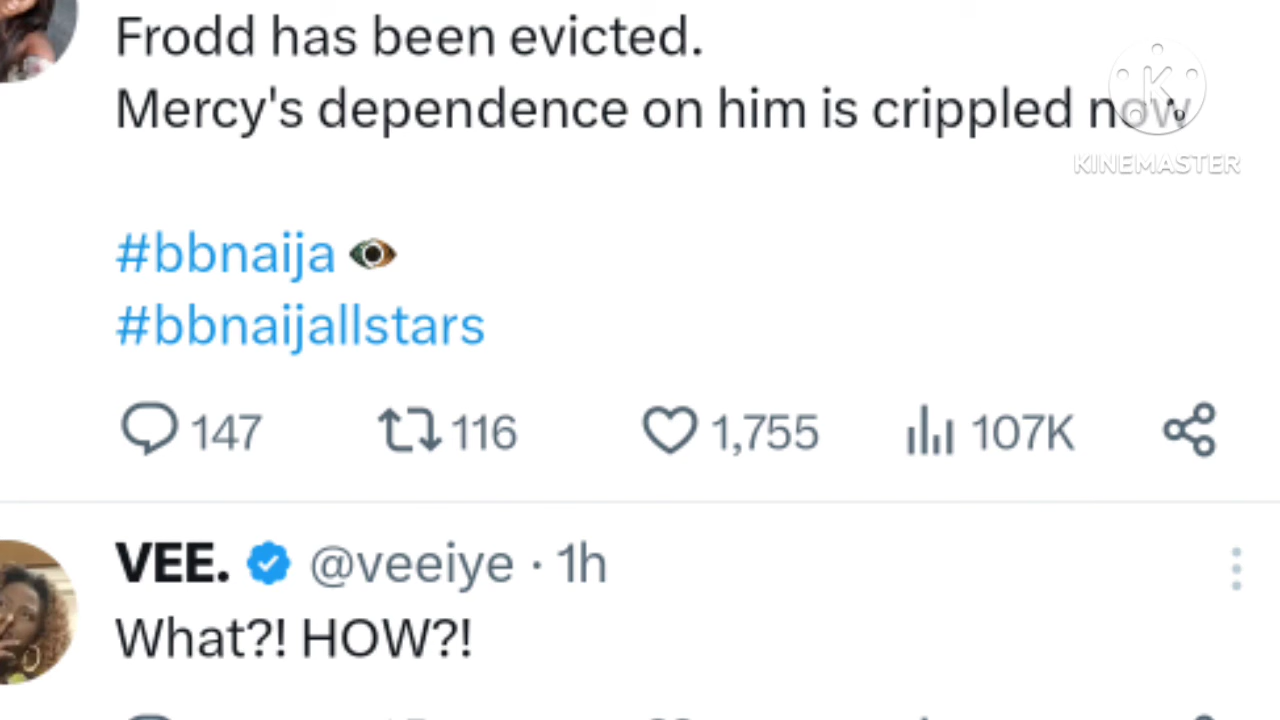 Frodd has been evicted.
Mercy's dependence on him is crippled now
K
KINEMASTER
#bbnaija
#bbnaijallstars
147 116 1,755 107K
VEE. @veeiye · 1h
What?! HOW?!